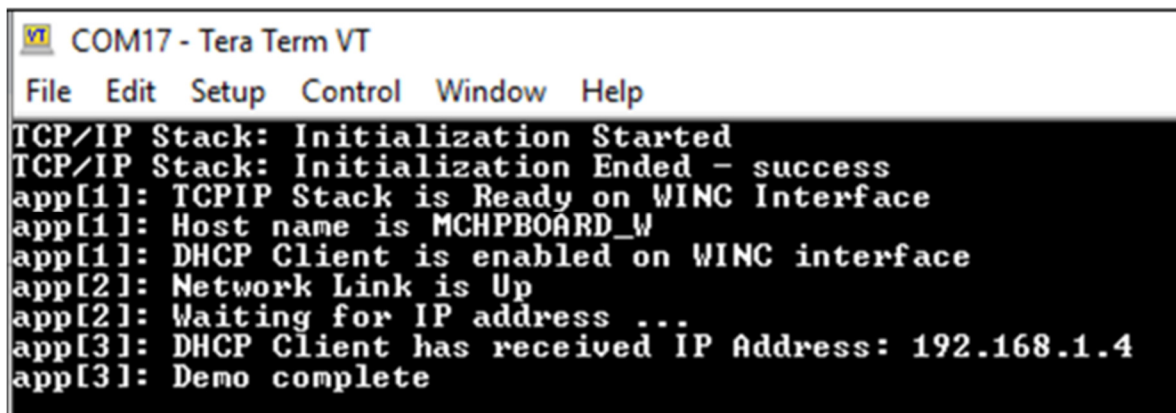 VT COM17 - Tera Term VT
File Edit Setup Control Window Help
TCP/IP Stack: Initialization Started
TCP/IP Stack: Initialization Ended - success
app[1]: TCPIP Stack is Ready on WINC Interface
app[1]: Host name is MCHPBOARD_W
app[1]: DHCP Client is enabled on WINC interface
app[2]: Network Link is Up
app[2]: Waiting for IP address ...
app[3]: DHCP Client has received IP Address: 192.168.1.4
app[3]: Demo complete